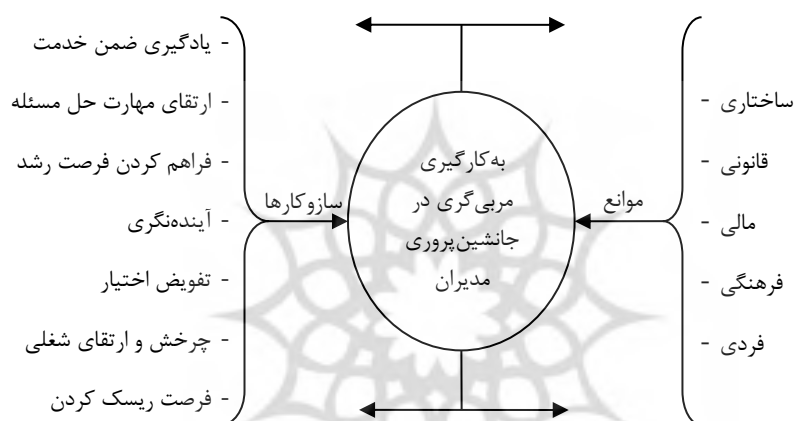 ساختاری -
قانونی -
مالی -
فرهنگی -
فردی -
موانع
به‌کارگیری
مربی‌گری در
جانشین‌پروری
مدیران
سازوکارها
یادگیری ضمن خدمت -
ارتقای مهارت حل مسئله -
فراهم کردن فرصت رشد -
آینده‌نگری -
تفویض اختیار -
چرخش و ارتقای شغلی -
فرصت ریسک کردن -